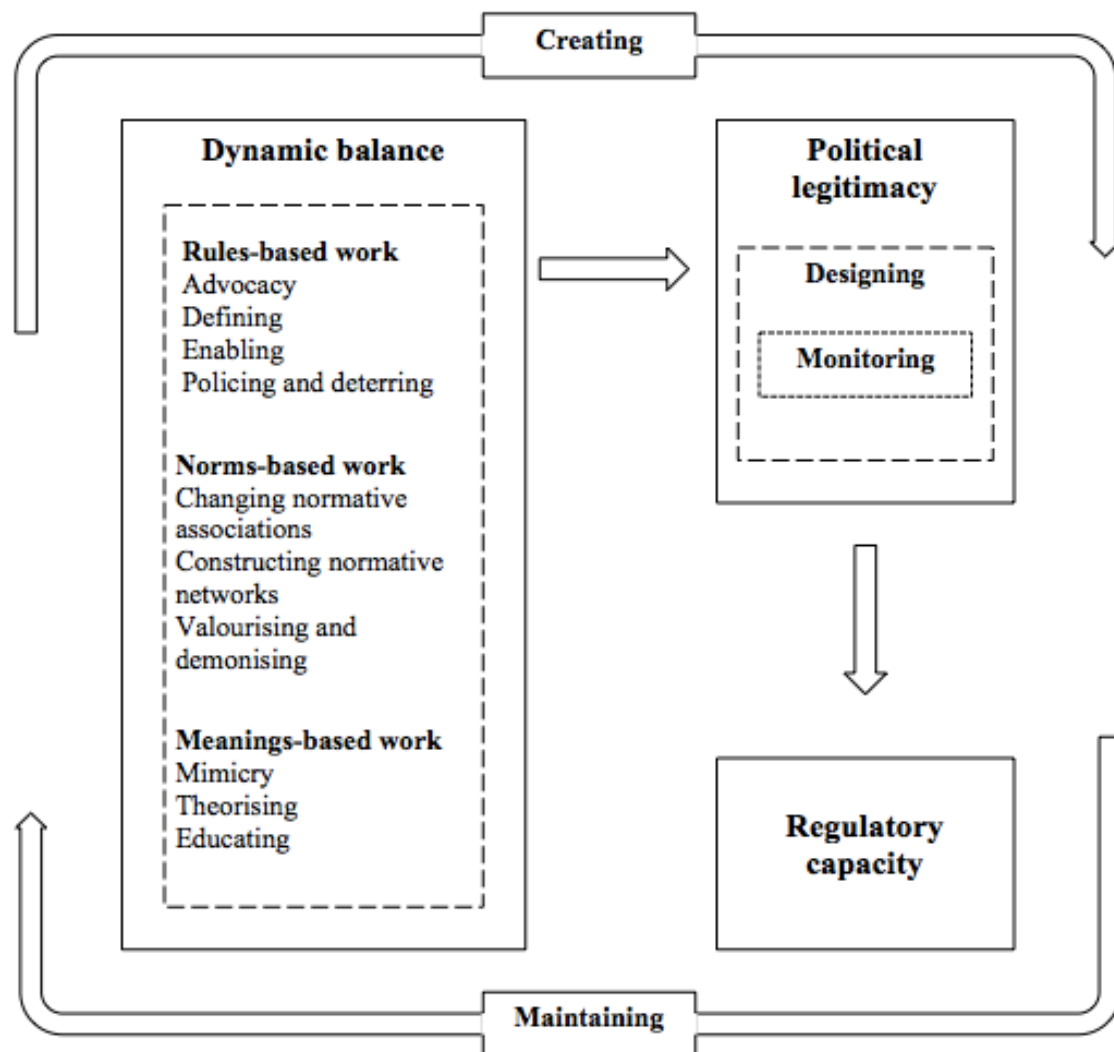 Creating
Dynamic balance
Rules-based work
Advocacy
Defining
Enabling
Policing and deterring
Norms-based work
Changing normative
associations
Constructing normative
networks
Valourising and
demonising
Meanings-based work
Mimicry
Theorising
Educating
Political
legitimacy
Designing
Monitoring
Regulatory
capacity
Maintaining